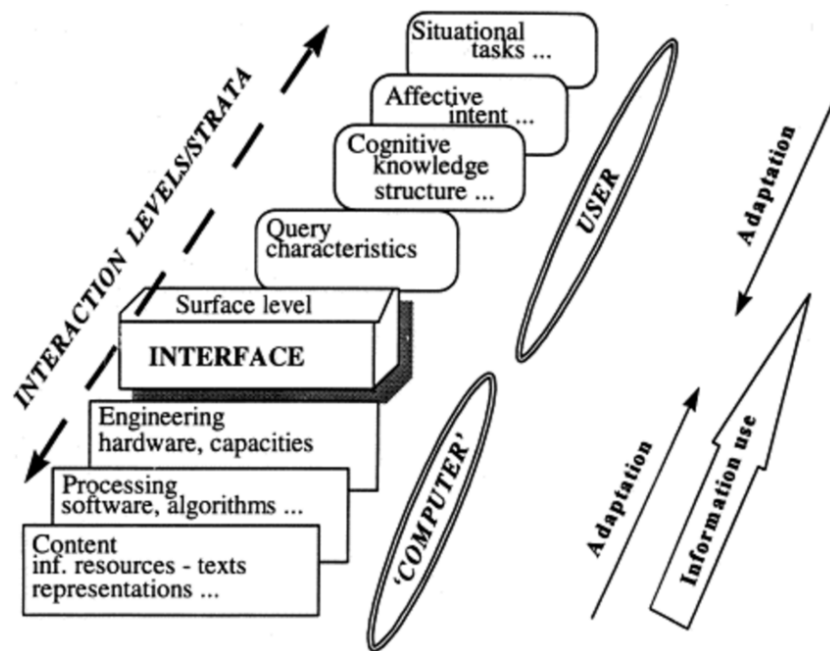 Situational
tasks ...
Affective
intent ...
Cognitive
knowledge
structure ...
Query
characteristics
Surface level
INTERFACE
Engineering
hardware, capacities
Processing
software, algorithms ...
Content
inf. resources - texts
representations ...
INTERACTION LEVELS/STRATA
USER
'COMPUTER'
Adaptation
Adaptation
Information use